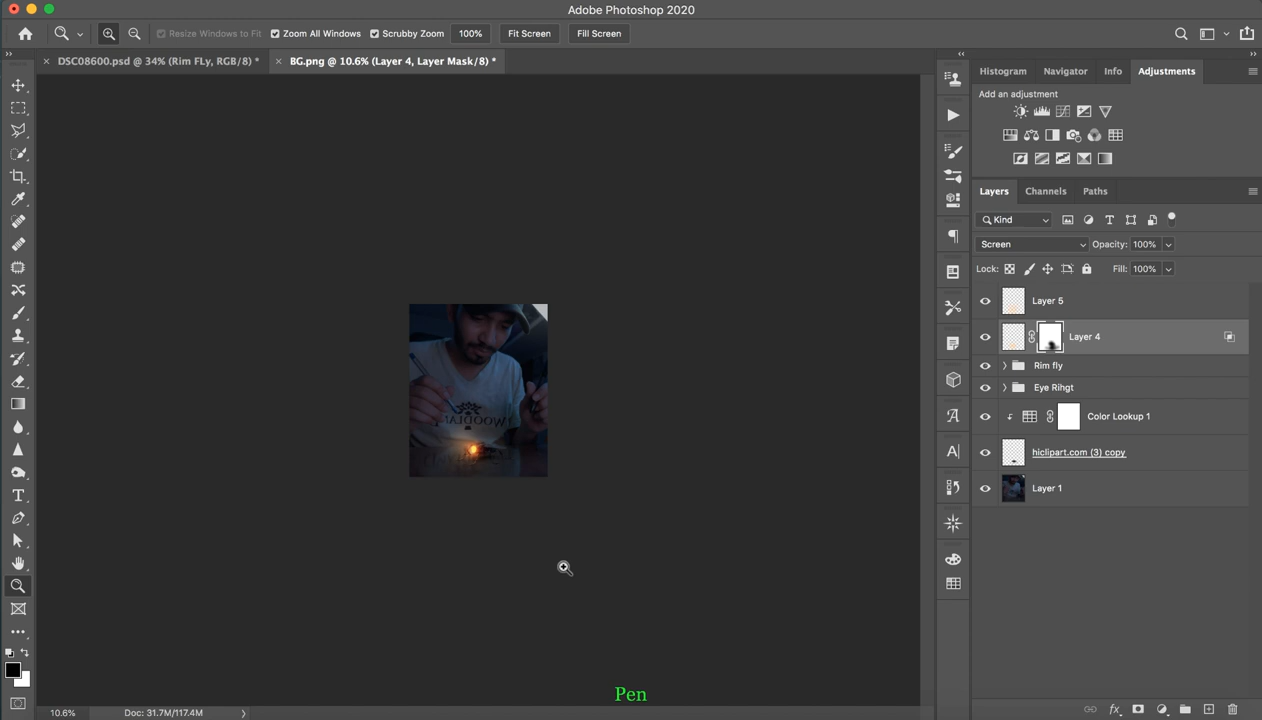 Adobe Photoshop 2020
Resize Windows to Fit
Zoom All Windows
Scrubby Zoom
100%
Fit Screen
Fill Screen
DSC08600.psd @ 34% (Rim FLy, RGB/8) *
BG.png @ 10.6% (Layer 4, Layer Mask/8) *
Histogram
Navigator
Info
Adjustments
Add an adjustment
Layers
Channels
Paths
Kind
Screen
Opacity: 100%
Lock:
Fill: 100%
Layer 5
Layer 4
Rim fly
Eye Rihgt
Color Lookup 1
hiclipart.com (3) copy
Layer 1
Pen
10.6%
Doc: 31.7M/117.4M